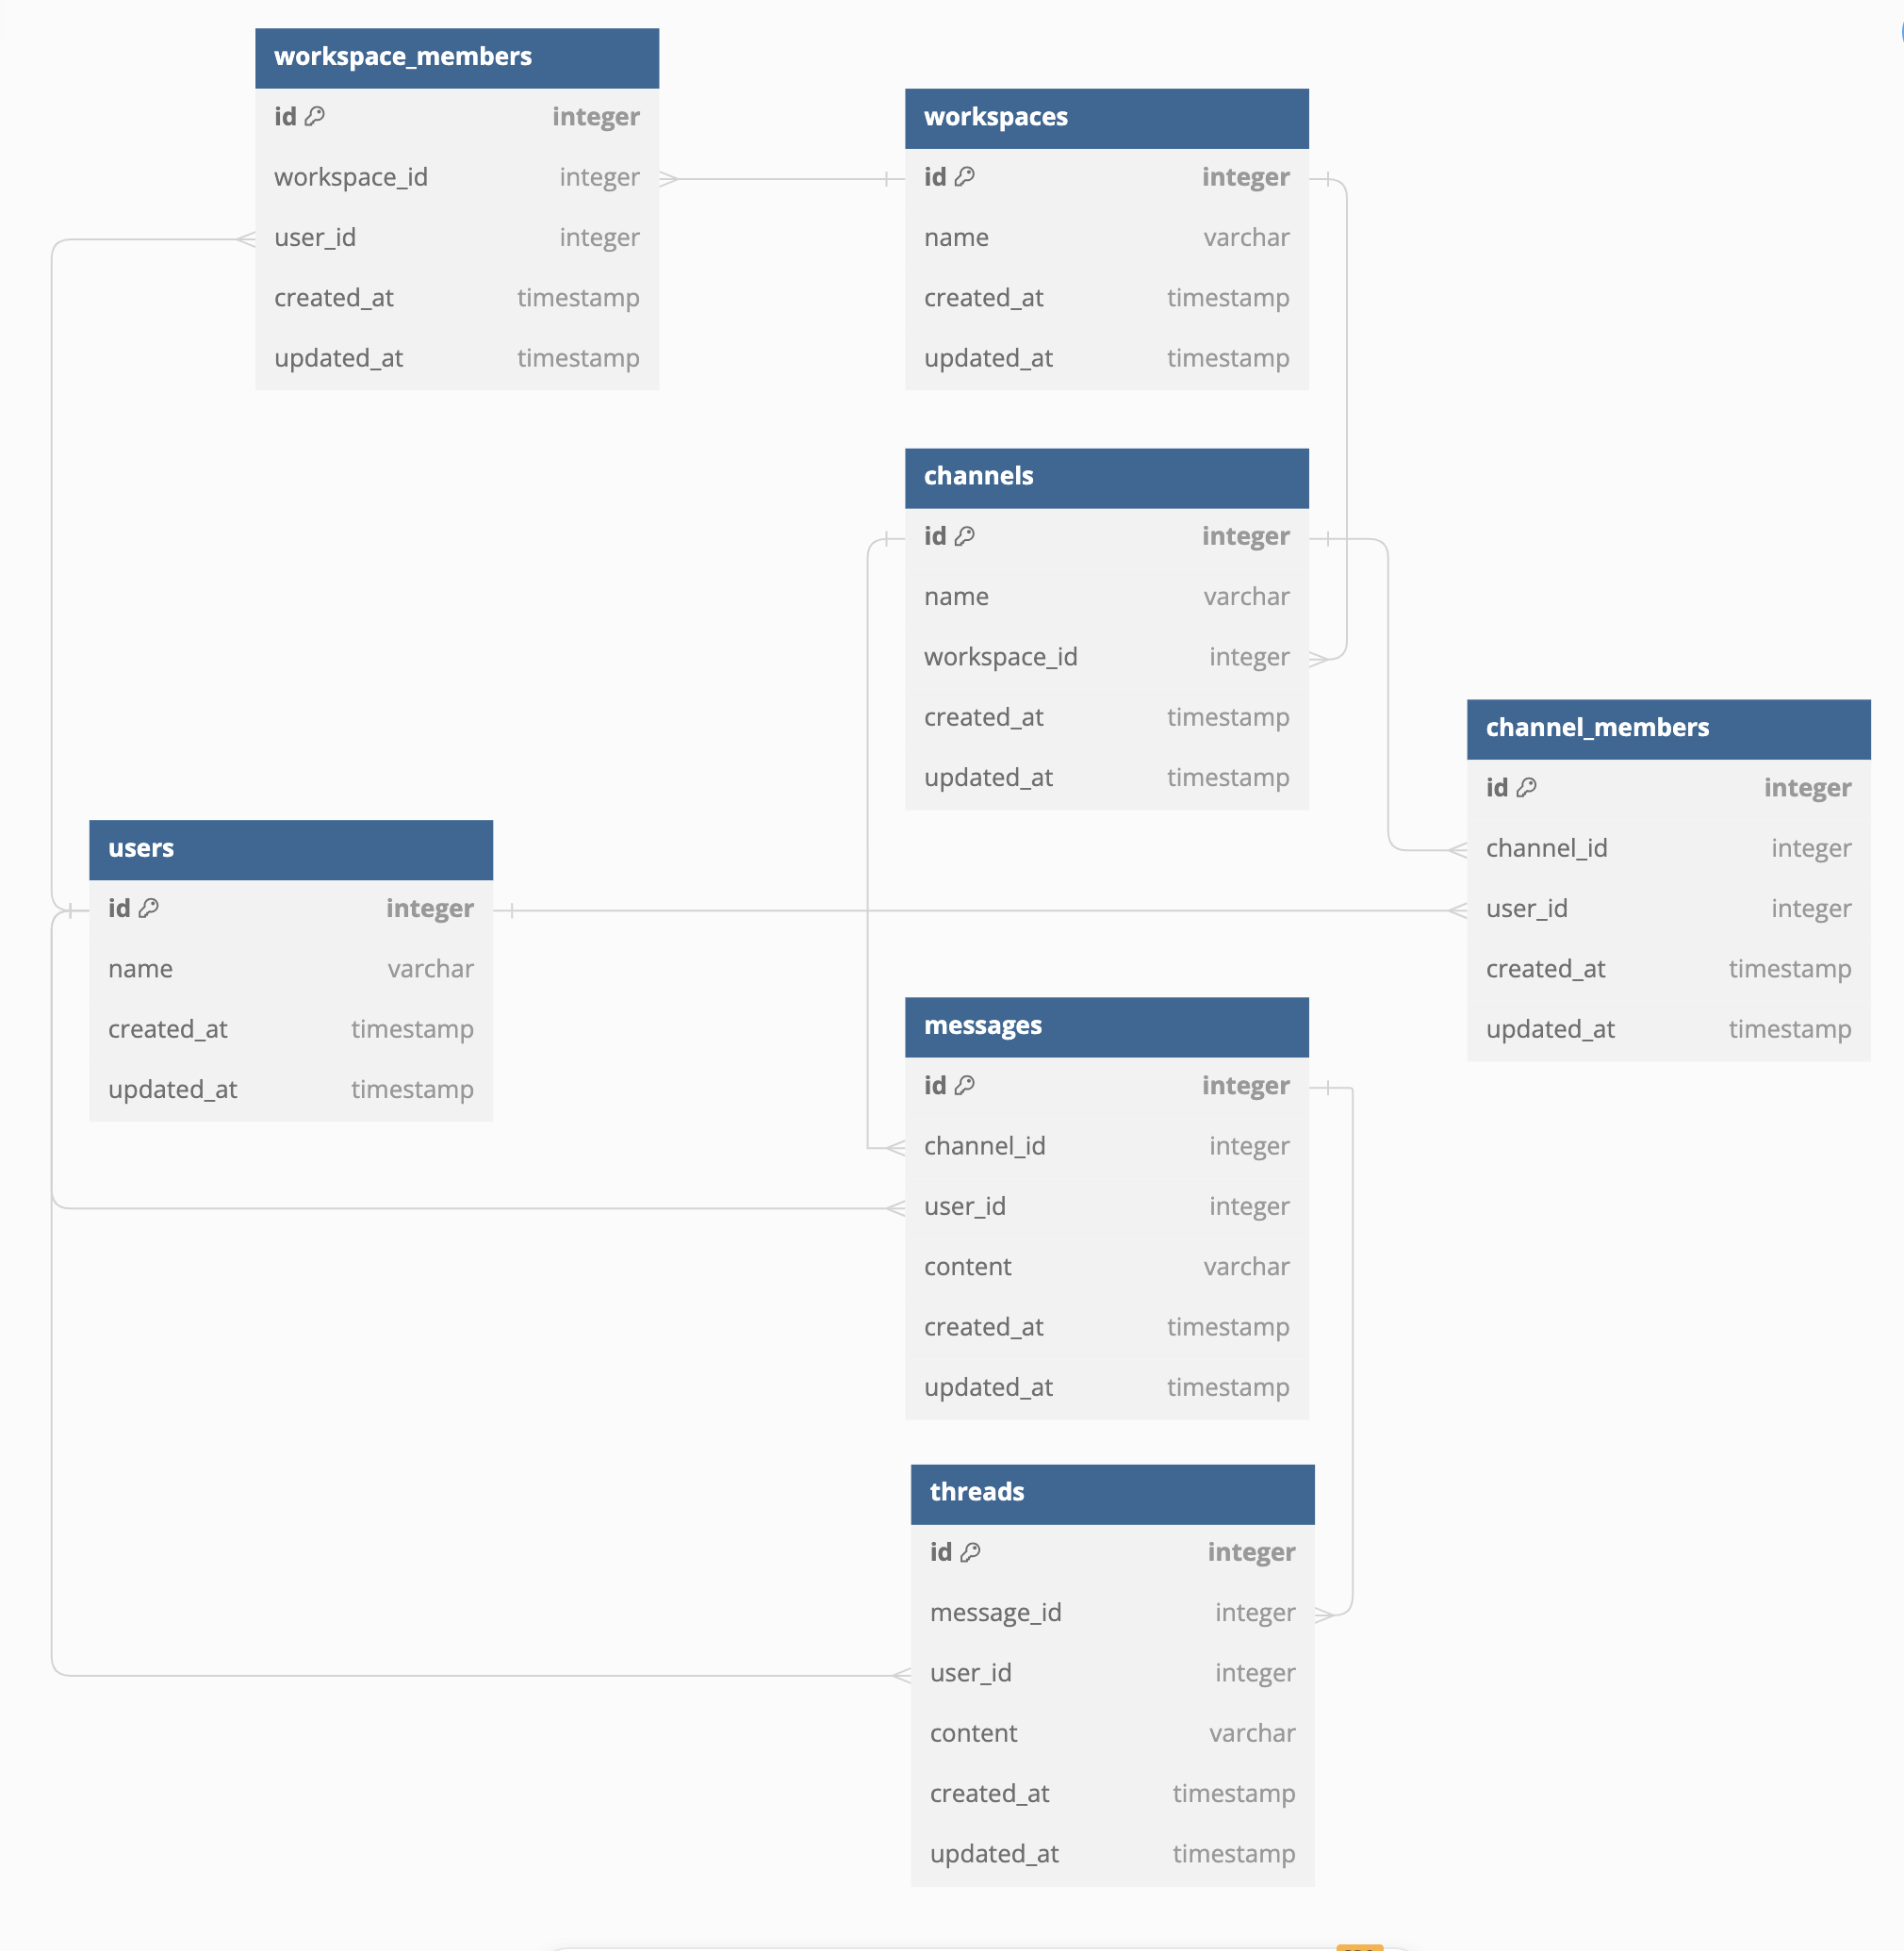 workspace_members
id integer
workspace_id integer
user_id integer
created_at timestamp
updated_at timestamp
workspaces
id integer
name varchar
created_at timestamp
updated_at timestamp
channels
id integer
name varchar
workspace_id integer
created_at timestamp
updated_at timestamp
channel_members
id integer
channel_id integer
user_id integer
created_at timestamp
updated_at timestamp
users
id integer
name varchar
created_at timestamp
updated_at timestamp
messages
id integer
channel_id integer
user_id integer
content varchar
created_at timestamp
updated_at timestamp
threads
id integer
message_id integer
user_id integer
content varchar
created_at timestamp
updated_at timestamp